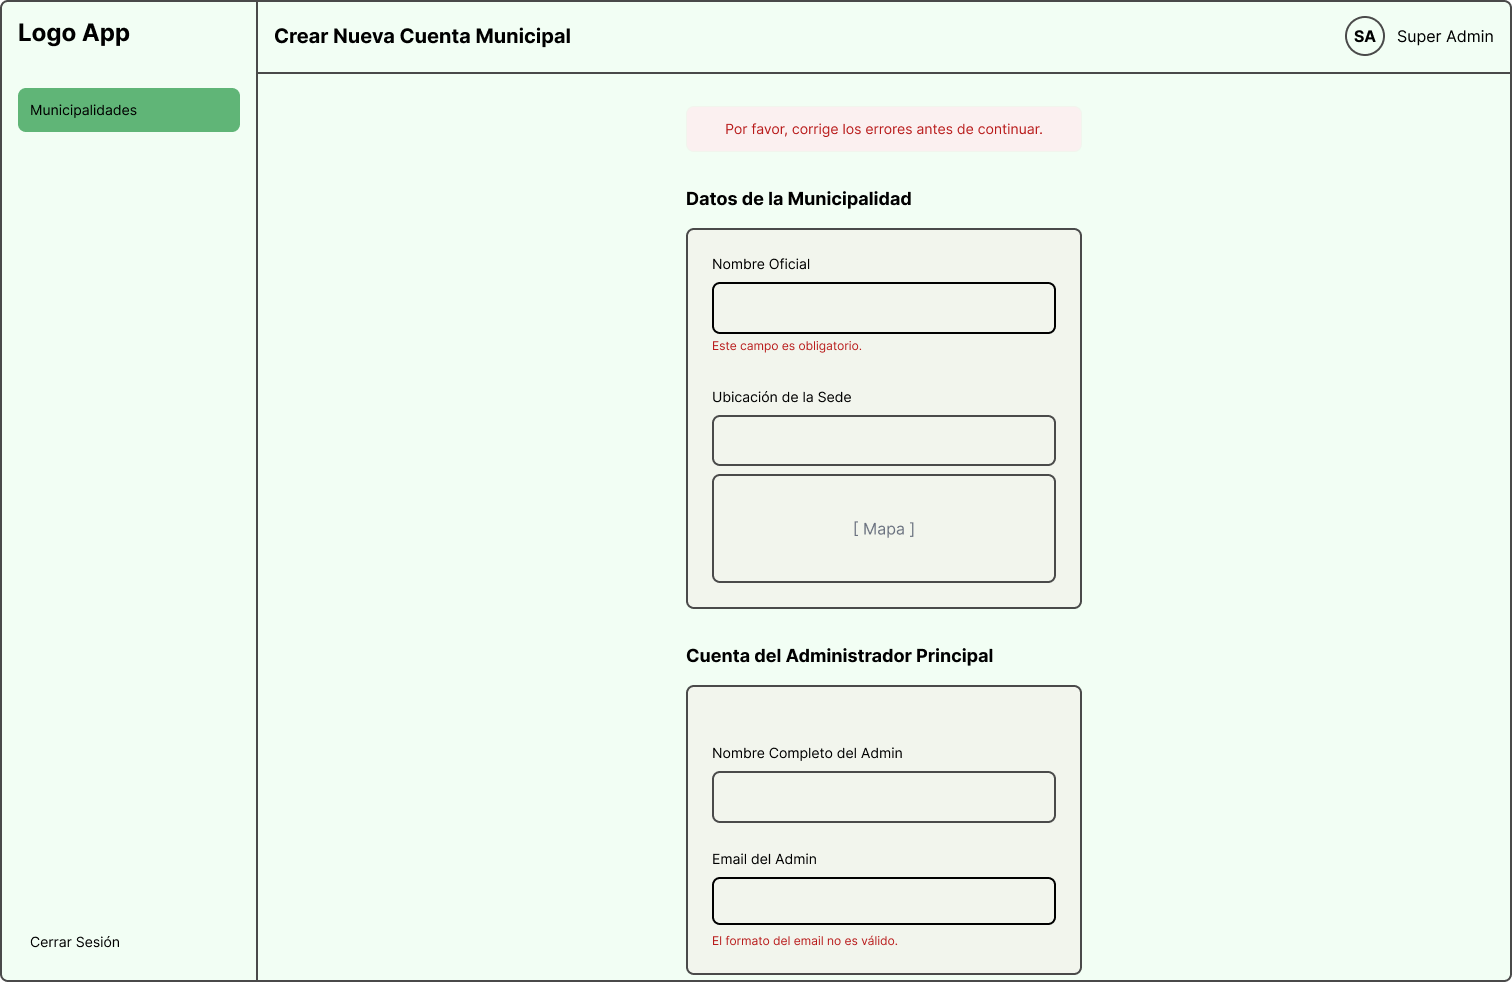 Logo App
Crear Nueva Cuenta Municipal
SA
Super Admin
Municipalidades
Por favor, corrige los errores antes de continuar.
Datos de la Municipalidad
Nombre Oficial
Este campo es obligatorio.
Ubicación de la Sede
[ Mapa ]
Cuenta del Administrador Principal
Nombre Completo del Admin
Email del Admin
El formato del email no es válido.
Cerrar Sesión